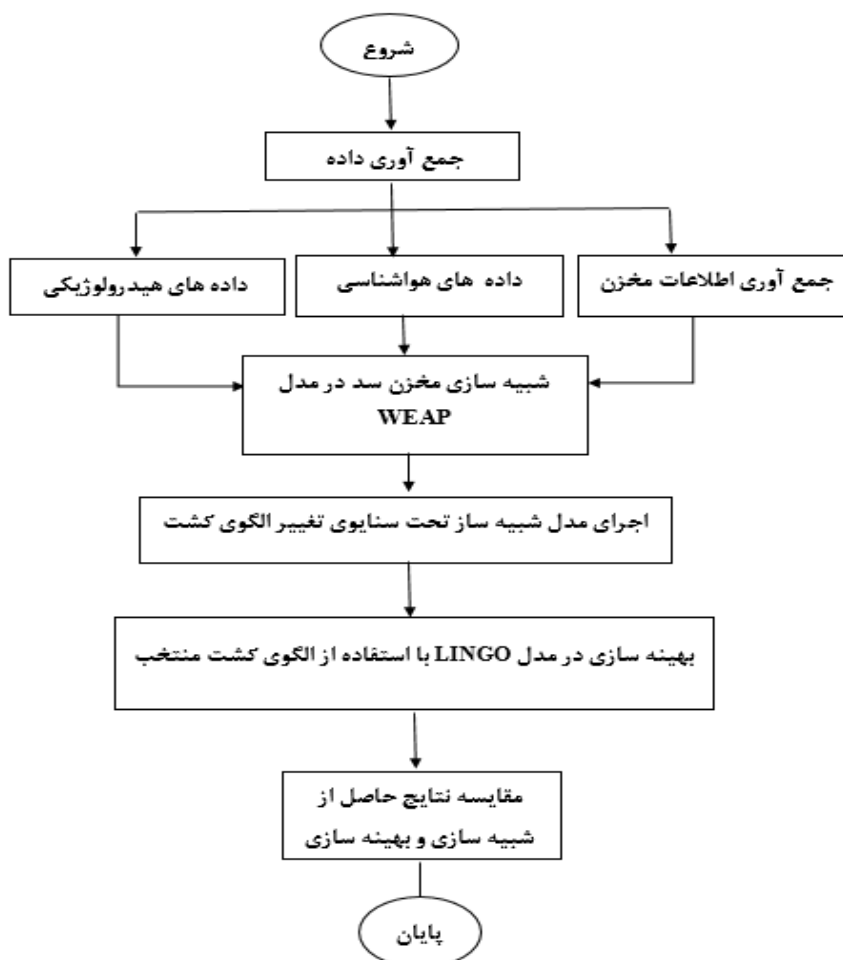 شروع
جمع آوری داده
جمع آوری اطلاعات مخزن
داده های هواشناسی
داده های هیدرولوژیکی
شبیه سازی مخزن سد در مدل
WEAP
اجرای مدل شبیه ساز تحت سنایوی تغییر الگوی کشت
بهینه سازی در مدل LINGO با استفاده از الگوی کشت منتخب
مقایسه نتایج حاصل از
شبیه سازی و بهینه سازی
پایان